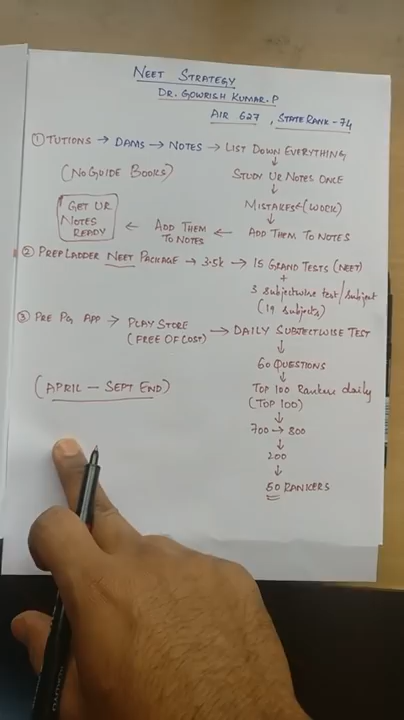 NEET STRATEGY
DR. GOWRISH KUMAR.P
AIR 627, STATE RANK - 74
① TUTIONS → DAMS → NOTES → LIST DOWN EVERYTHING
↓
(NO GUIDE BOOKS)
STUDY UR NOTES ONCE
↓
MISTAKES ← (WORK)
↓
ADD THEM TO NOTES
←
ADD THEM TO NOTES
←
GET UR NOTES READY
② PREPLADDER NEET PACKAGE → 3.5K → 15 GRAND TESTS (NEET)
+
3 subjectwise test/subject
(19 subjects)
③ PRE PG APP → PLAY STORE → DAILY SUBJECTWISE TEST
(FREE OF COST)
↓
60 QUESTIONS
↓
TOP 100 Rankers daily
(TOP 100)
↓
700 → 800
↓
200
↓
50 RANKERS
(APRIL — SEPT END)